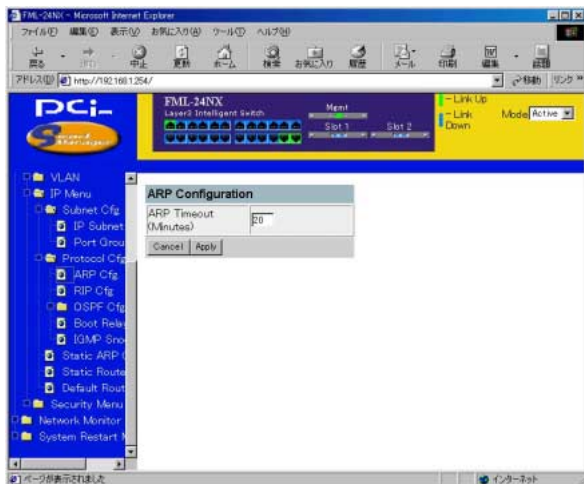 FML-24NX - Microsoft Internet Explorer
ファイル(F) 編集(E) 表示(V) お気に入り(A) ツール(T) ヘルプ(H)
戻る 中止 更新 ホーム 検索 お気に入り 履歴 メール 印刷 編集
アドレス(D) http://192.168.1.254/ 移動 リンク »
PCi
FML-24NX
Layer3 Intelligent Switch
Mgmt
Slot 1 Slot 2
- Link Up
- Link Down
Mode Active
VLAN
IP Menu
Subnet Cfg
IP Subnet
Port Grou
Protocol Cfg
ARP Cfg
RIP Cfg
OSPF Cfg
Boot Relay
IGMP Sno
Static ARP
Static Route
Default Rout
Security Menu
Network Monitor
System Restart
ARP Configuration
ARP Timeout (Minutes) 20
Cancel Apply
ページが表示されました
インターネット